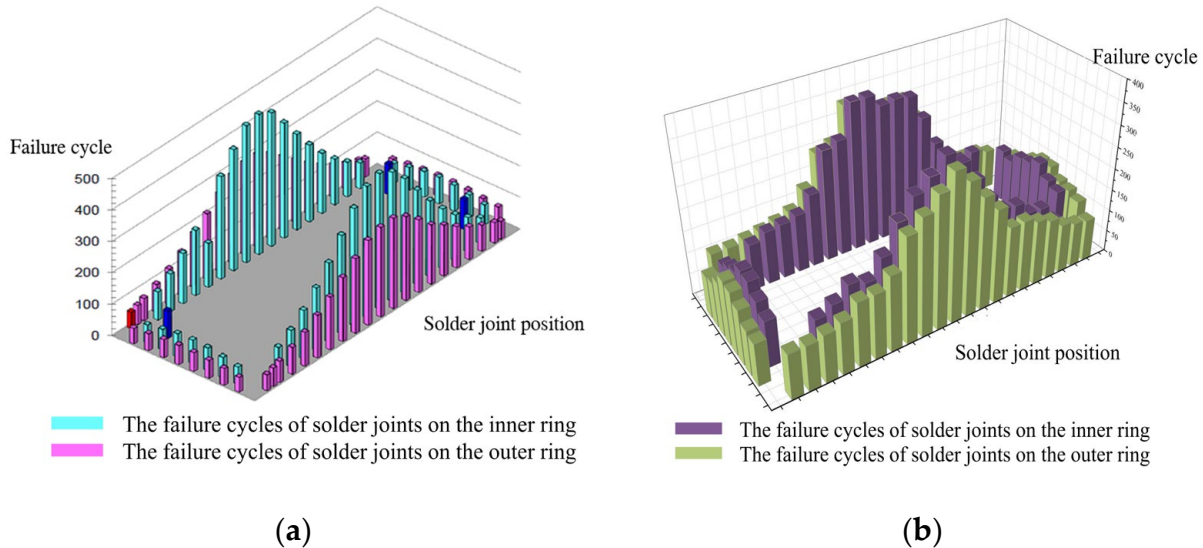 Failure cycle
500
400
300
200
100
0
Solder joint position
The failure cycles of solder joints on the inner ring
The failure cycles of solder joints on the outer ring
(a)
Failure cycle
400
350
300
250
200
150
100
50
0
Solder joint position
The failure cycles of solder joints on the inner ring
The failure cycles of solder joints on the outer ring
(b)